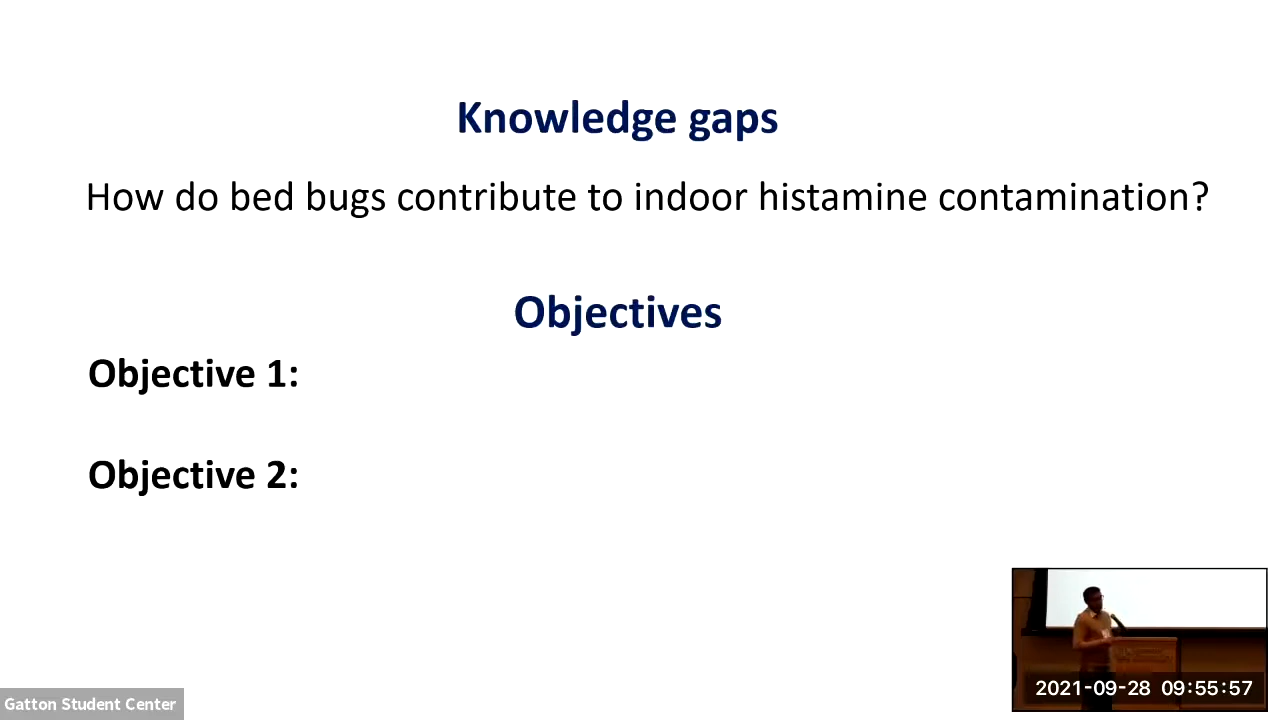 Knowledge gaps
How do bed bugs contribute to indoor histamine contamination?
Objectives
Objective 1:
Objective 2:
2021-09-28 09:55:57
Gatton Student Center